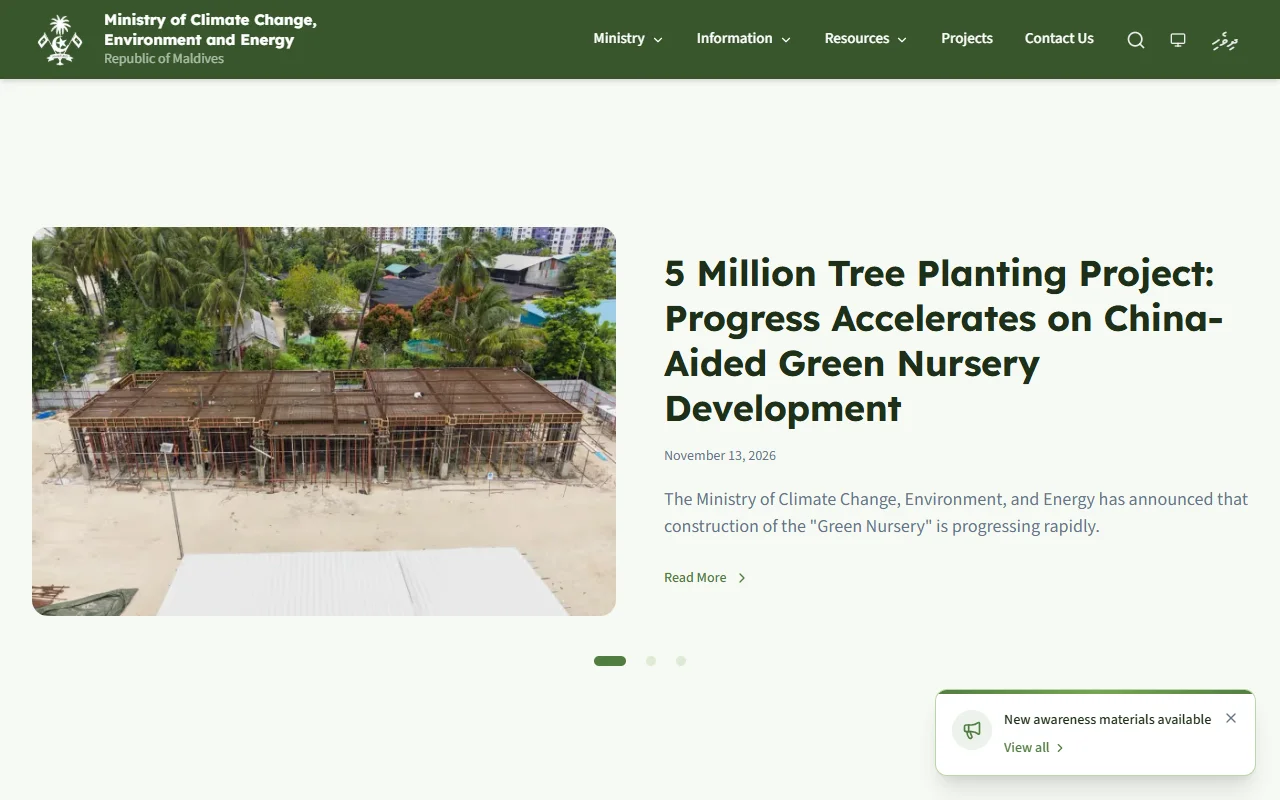 Ministry of Climate Change,
Environment and Energy
Republic of Maldives
Ministry
Information
Resources
Projects
Contact Us
ދިވެހި
5 Million Tree Planting Project:
Progress Accelerates on China-
Aided Green Nursery
Development
November 13, 2026
The Ministry of Climate Change, Environment, and Energy has announced that
construction of the "Green Nursery" is progressing rapidly.
Read More
New awareness materials available
View all